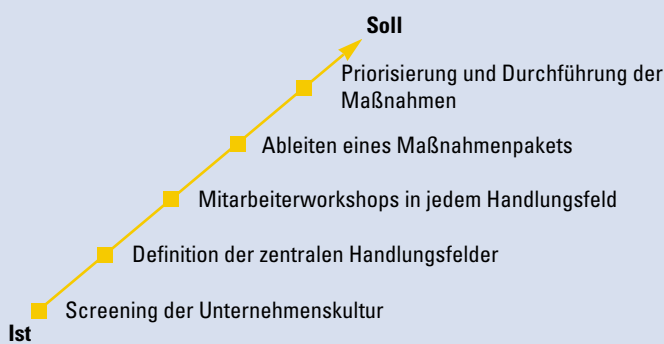 Soll
Priorisierung und Durchführung der
Maßnahmen
Ableiten eines Maßnahmenpakets
Mitarbeiterworkshops in jedem Handlungsfeld
Definition der zentralen Handlungsfelder
Screening der Unternehmenskultur
Ist